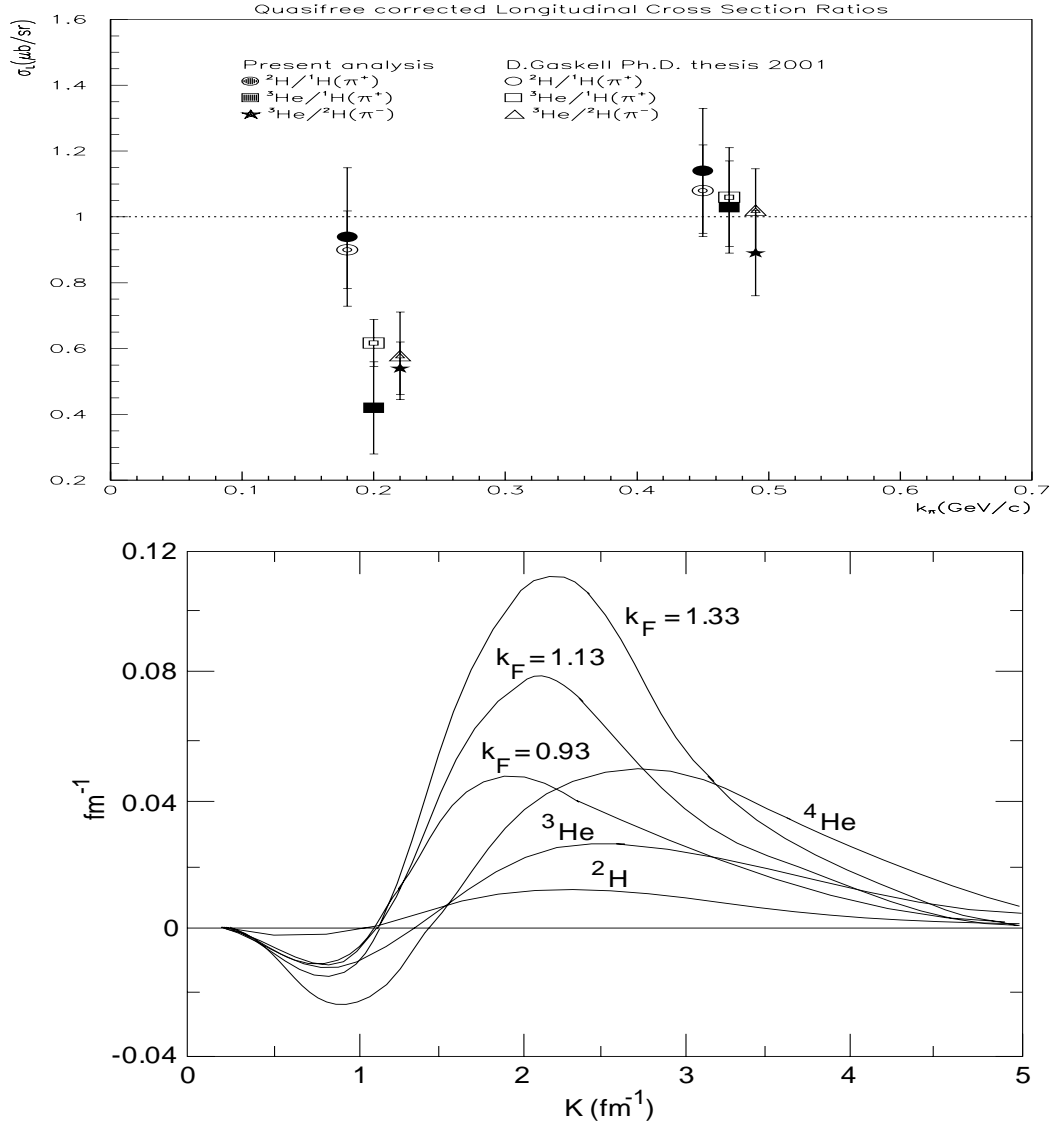 Quasifree corrected Longitudinal Cross Section Ratios
σL(μb/sr)
1.6
1.4
1.2
1
0.8
0.6
0.4
0.2
Present analysis
²H/¹H(π⁺)
³He/¹H(π⁺)
³He/²H(π⁻)
D.Gaskell Ph.D. thesis 2001
²H/¹H(π⁺)
³He/¹H(π⁺)
³He/²H(π⁻)
0 0.1 0.2 0.3 0.4 0.5 0.6 0.7
kπ(GeV/c)
0.12
0.08
0.04
0
-0.04
fm⁻¹
kF=1.33
kF=1.13
kF=0.93
⁴He
³He
²H
0 1 2 3 4 5
K (fm⁻¹)